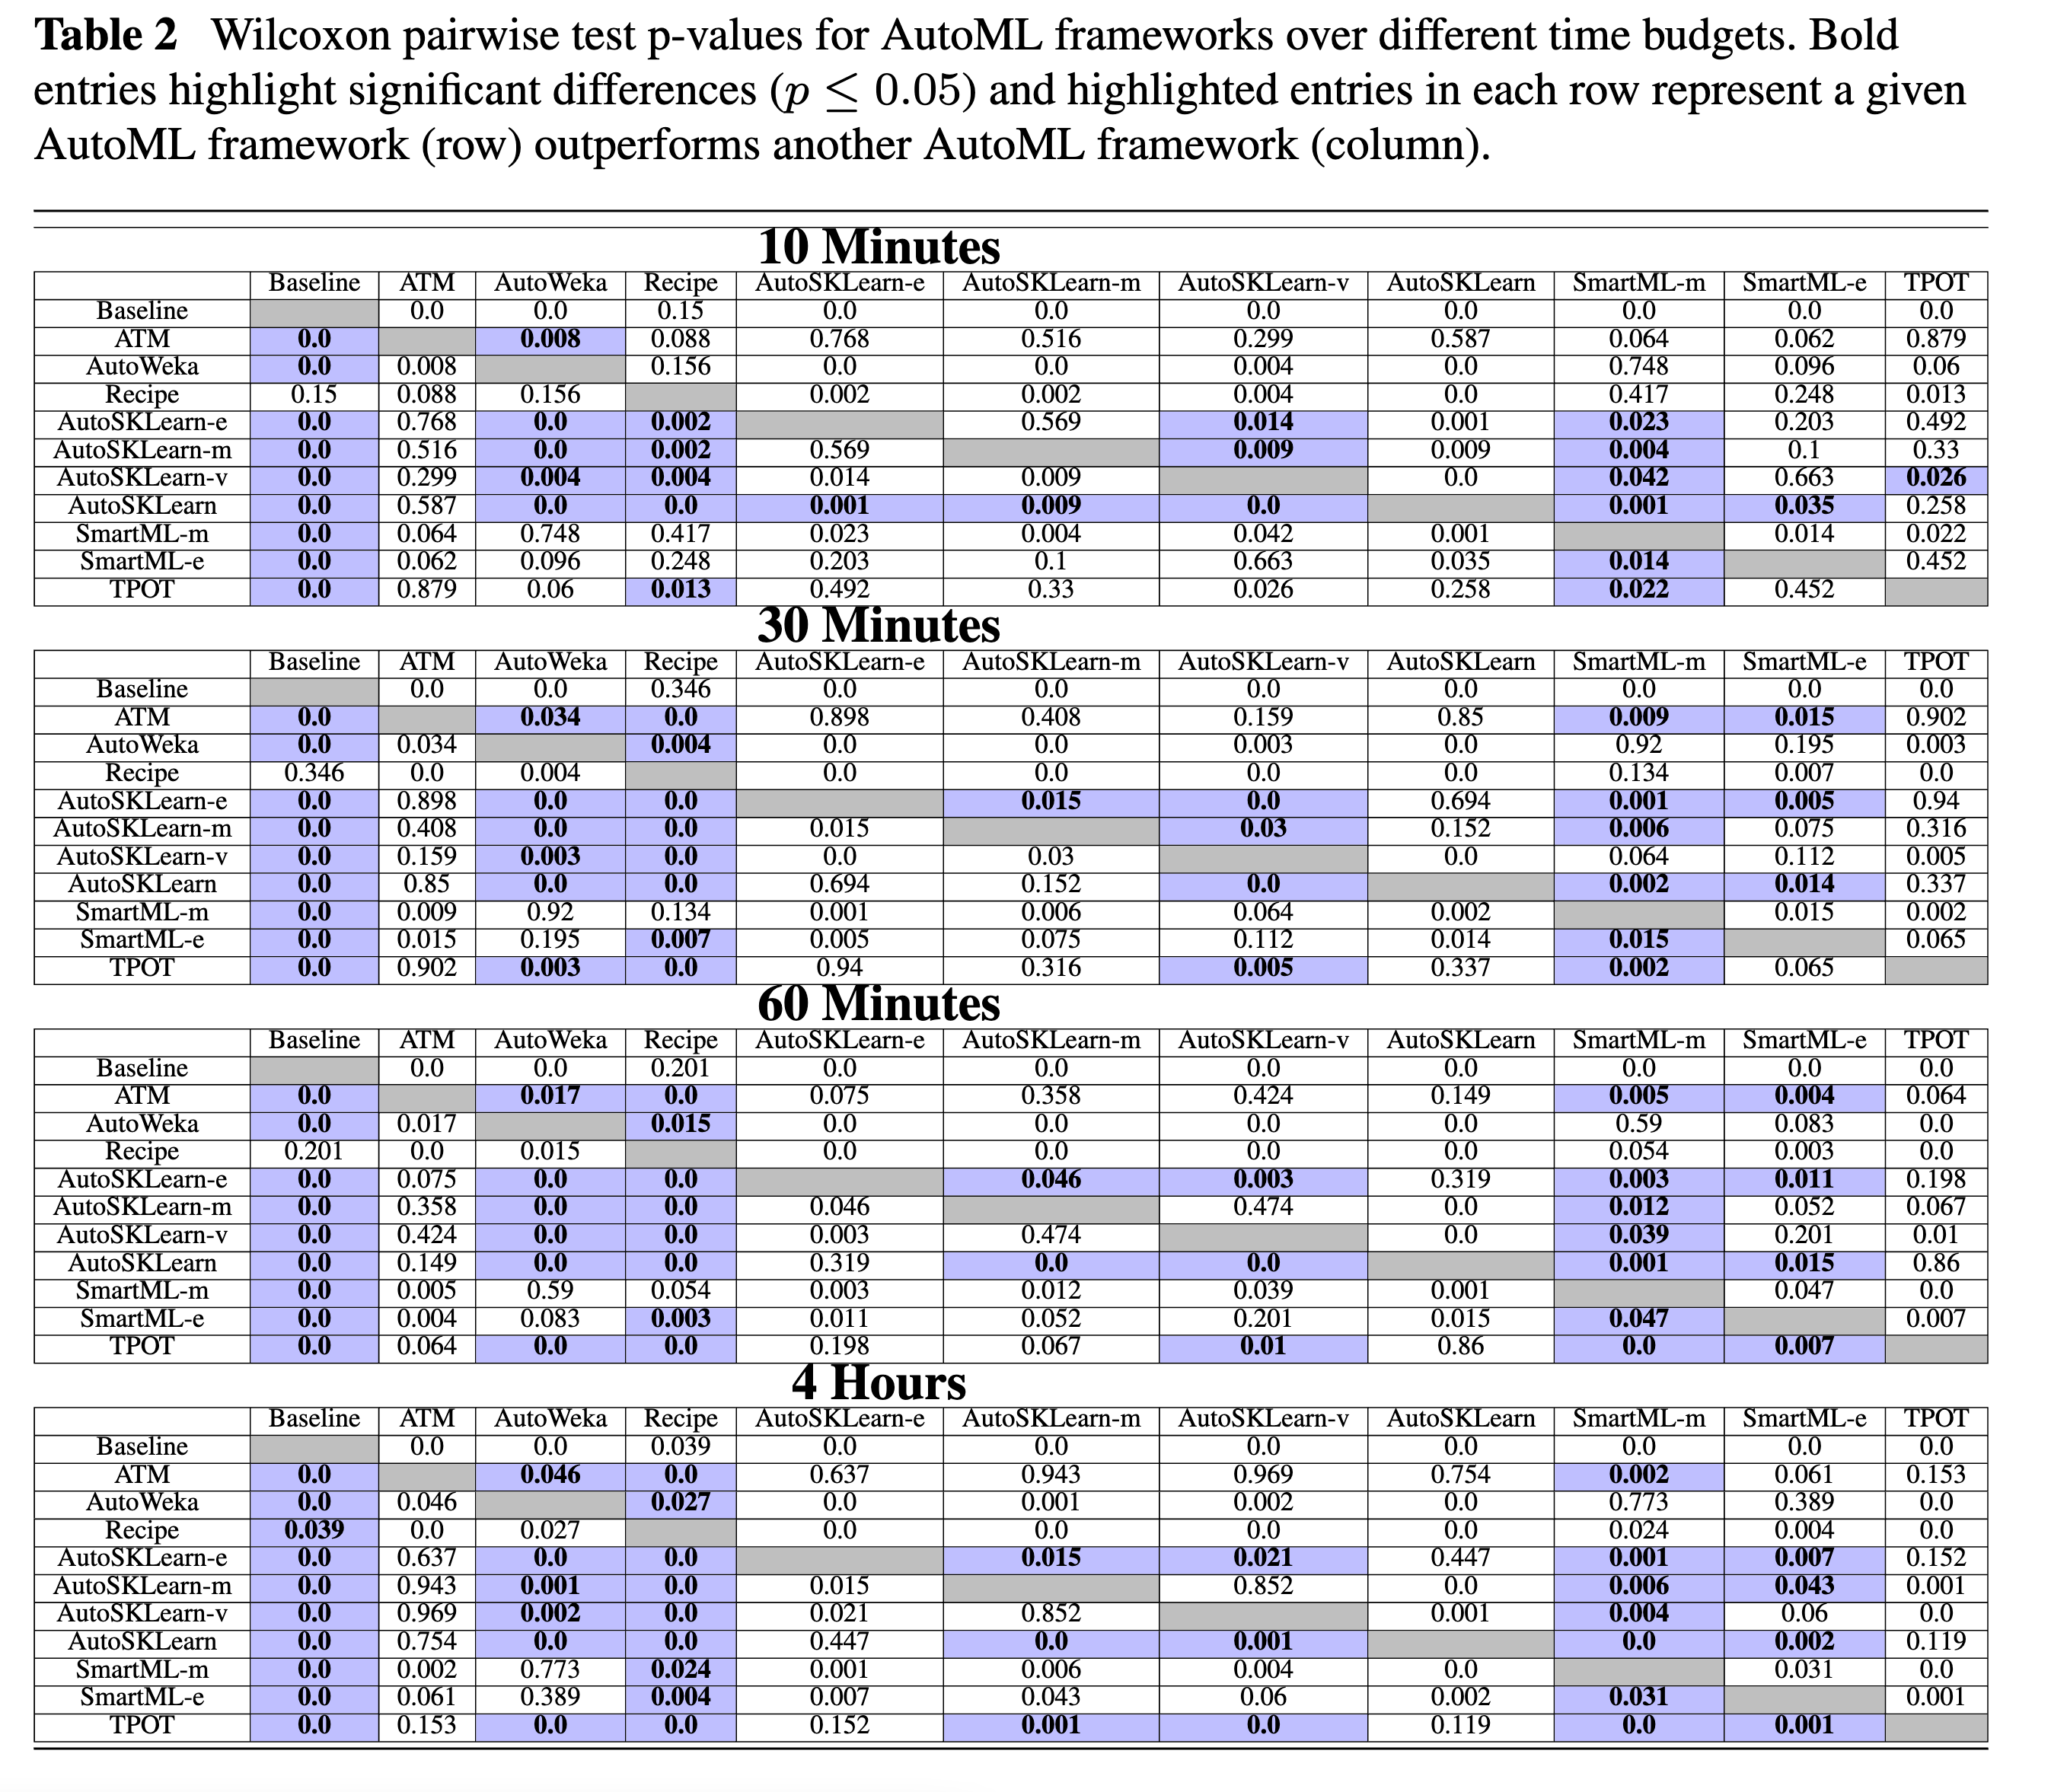 Table 2 Wilcoxon pairwise test p-values for AutoML frameworks over different time budgets. Bold
entries highlight significant differences (p ≤ 0.05) and highlighted entries in each row represent a given
AutoML framework (row) outperforms another AutoML framework (column).
10 Minutes
Baseline ATM AutoWeka Recipe AutoSKLearn-e AutoSKLearn-m AutoSKLearn-v AutoSKLearn SmartML-m SmartML-e TPOT
Baseline 0.0 0.0 0.15 0.0 0.0 0.0 0.0 0.0 0.0 0.0
ATM 0.0 0.008 0.088 0.768 0.516 0.299 0.587 0.064 0.062 0.879
AutoWeka 0.0 0.008 0.156 0.0 0.0 0.004 0.0 0.748 0.096 0.06
Recipe 0.15 0.088 0.156 0.002 0.002 0.004 0.0 0.417 0.248 0.013
AutoSKLearn-e 0.0 0.768 0.0 0.002 0.569 0.014 0.001 0.023 0.203 0.492
AutoSKLearn-m 0.0 0.516 0.0 0.002 0.569 0.009 0.009 0.004 0.1 0.33
AutoSKLearn-v 0.0 0.299 0.004 0.004 0.014 0.009 0.0 0.042 0.663 0.026
AutoSKLearn 0.0 0.587 0.0 0.0 0.001 0.009 0.0 0.001 0.035 0.258
SmartML-m 0.0 0.064 0.748 0.417 0.023 0.004 0.042 0.001 0.014 0.022
SmartML-e 0.0 0.062 0.096 0.248 0.203 0.1 0.663 0.035 0.014 0.452
TPOT 0.0 0.879 0.06 0.013 0.492 0.33 0.026 0.258 0.022 0.452
30 Minutes
Baseline ATM AutoWeka Recipe AutoSKLearn-e AutoSKLearn-m AutoSKLearn-v AutoSKLearn SmartML-m SmartML-e TPOT
Baseline 0.0 0.0 0.346 0.0 0.0 0.0 0.0 0.0 0.0 0.0
ATM 0.0 0.034 0.0 0.898 0.408 0.159 0.85 0.009 0.015 0.902
AutoWeka 0.0 0.034 0.004 0.0 0.0 0.003 0.0 0.92 0.195 0.003
Recipe 0.346 0.0 0.004 0.0 0.0 0.0 0.0 0.134 0.007 0.0
AutoSKLearn-e 0.0 0.898 0.0 0.0 0.015 0.0 0.694 0.001 0.005 0.94
AutoSKLearn-m 0.0 0.408 0.0 0.0 0.015 0.03 0.152 0.006 0.075 0.316
AutoSKLearn-v 0.0 0.159 0.003 0.0 0.0 0.03 0.0 0.064 0.112 0.005
AutoSKLearn 0.0 0.85 0.0 0.0 0.694 0.152 0.0 0.002 0.014 0.337
SmartML-m 0.0 0.009 0.92 0.134 0.001 0.006 0.064 0.002 0.015 0.002
SmartML-e 0.0 0.015 0.195 0.007 0.005 0.075 0.112 0.014 0.015 0.065
TPOT 0.0 0.902 0.003 0.0 0.94 0.316 0.005 0.337 0.002 0.065
60 Minutes
Baseline ATM AutoWeka Recipe AutoSKLearn-e AutoSKLearn-m AutoSKLearn-v AutoSKLearn SmartML-m SmartML-e TPOT
Baseline 0.0 0.0 0.201 0.0 0.0 0.0 0.0 0.0 0.0 0.0
ATM 0.0 0.017 0.0 0.075 0.358 0.424 0.149 0.005 0.004 0.064
AutoWeka 0.0 0.017 0.015 0.0 0.0 0.0 0.0 0.59 0.083 0.0
Recipe 0.201 0.0 0.015 0.0 0.0 0.0 0.0 0.054 0.003 0.0
AutoSKLearn-e 0.0 0.075 0.0 0.0 0.046 0.003 0.319 0.003 0.011 0.198
AutoSKLearn-m 0.0 0.358 0.0 0.0 0.046 0.474 0.0 0.012 0.052 0.067
AutoSKLearn-v 0.0 0.424 0.0 0.0 0.003 0.474 0.0 0.039 0.201 0.01
AutoSKLearn 0.0 0.149 0.0 0.0 0.319 0.0 0.0 0.001 0.015 0.86
SmartML-m 0.0 0.005 0.59 0.054 0.003 0.012 0.039 0.001 0.047 0.0
SmartML-e 0.0 0.004 0.083 0.003 0.011 0.052 0.201 0.015 0.047 0.007
TPOT 0.0 0.064 0.0 0.0 0.198 0.067 0.01 0.86 0.0 0.007
4 Hours
Baseline ATM AutoWeka Recipe AutoSKLearn-e AutoSKLearn-m AutoSKLearn-v AutoSKLearn SmartML-m SmartML-e TPOT
Baseline 0.0 0.0 0.039 0.0 0.0 0.0 0.0 0.0 0.0 0.0
ATM 0.0 0.046 0.0 0.637 0.943 0.969 0.754 0.002 0.061 0.153
AutoWeka 0.0 0.046 0.027 0.0 0.001 0.002 0.0 0.773 0.389 0.0
Recipe 0.039 0.0 0.027 0.0 0.0 0.0 0.0 0.024 0.004 0.0
AutoSKLearn-e 0.0 0.637 0.0 0.0 0.015 0.021 0.447 0.001 0.007 0.152
AutoSKLearn-m 0.0 0.943 0.001 0.0 0.015 0.852 0.0 0.006 0.043 0.001
AutoSKLearn-v 0.0 0.969 0.002 0.0 0.021 0.852 0.001 0.004 0.06 0.0
AutoSKLearn 0.0 0.754 0.0 0.0 0.447 0.0 0.001 0.0 0.002 0.119
SmartML-m 0.0 0.002 0.773 0.024 0.001 0.006 0.004 0.0 0.031 0.0
SmartML-e 0.0 0.061 0.389 0.004 0.007 0.043 0.06 0.002 0.031 0.001
TPOT 0.0 0.153 0.0 0.0 0.152 0.001 0.0 0.119 0.0 0.001